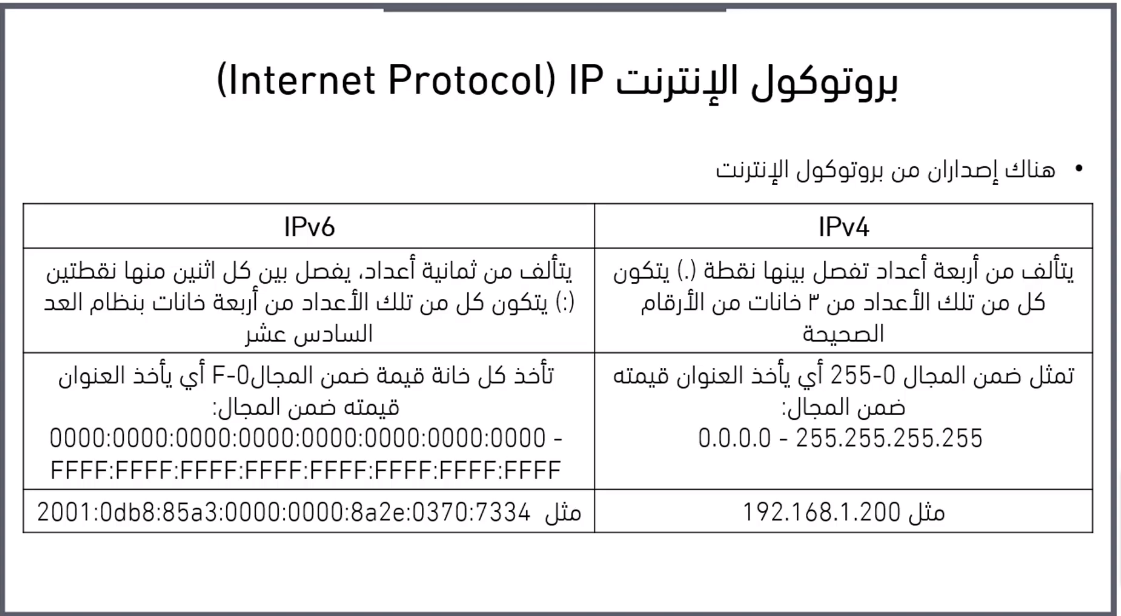 بروتوكول الإنترنت IP (Internet Protocol)
• هناك إصداران من بروتوكول الإنترنت
IPv4
IPv6
يتألف من أربعة أعداد تفصل بينها نقطة (.) يتكون
كل من تلك الأعداد من ٣ خانات من الأرقام
الصحيحة
يتألف من ثمانية أعداد، يفصل بين كل اثنين منها نقطتين
(:) يتكون كل من تلك الأعداد من أربعة خانات بنظام العد
السادس عشر
تمثل ضمن المجال 0-255 أي يأخذ العنوان قيمته
ضمن المجال:
0.0.0.0 - 255.255.255.255
تأخذ كل خانة قيمة ضمن المجال0-F أي يأخذ العنوان
قيمته ضمن المجال:
0000:0000:0000:0000:0000:0000:0000:0000 -
FFFF:FFFF:FFFF:FFFF:FFFF:FFFF:FFFF:FFFF
مثل 192.168.1.200
مثل 2001:0db8:85a3:0000:0000:8a2e:0370:7334